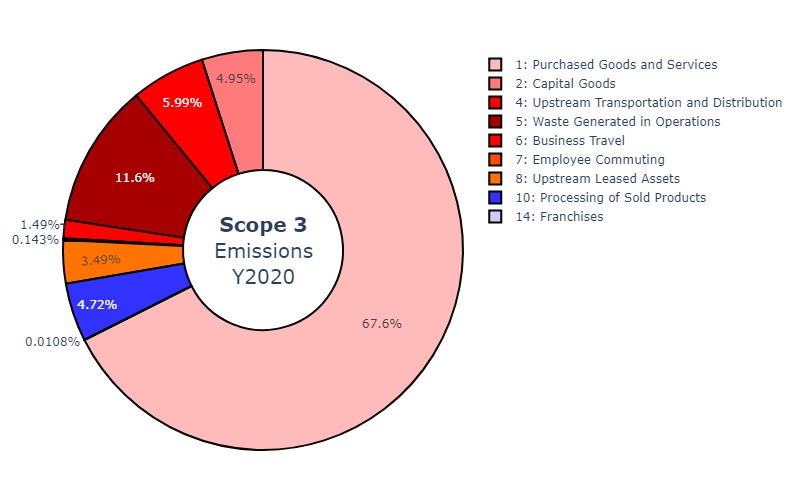 4.95%
5.99%
11.6%
1.49%
0.143%
3.49%
4.72%
0.0108%
67.6%
Scope 3
Emissions
Y2020
1: Purchased Goods and Services
2: Capital Goods
4: Upstream Transportation and Distribution
5: Waste Generated in Operations
6: Business Travel
7: Employee Commuting
8: Upstream Leased Assets
10: Processing of Sold Products
14: Franchises